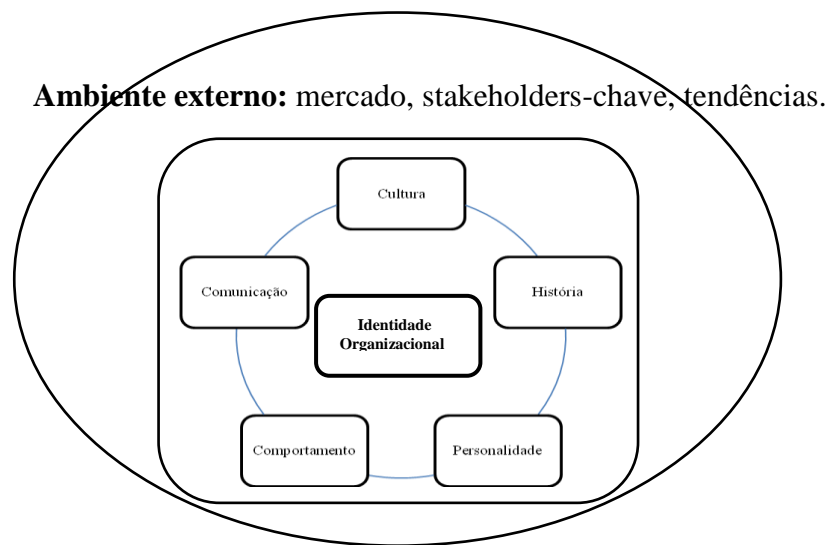 Ambiente externo: mercado, stakeholders-chave, tendências.
Cultura
Comunicação
História
Identidade
Organizacional
Comportamento
Personalidade